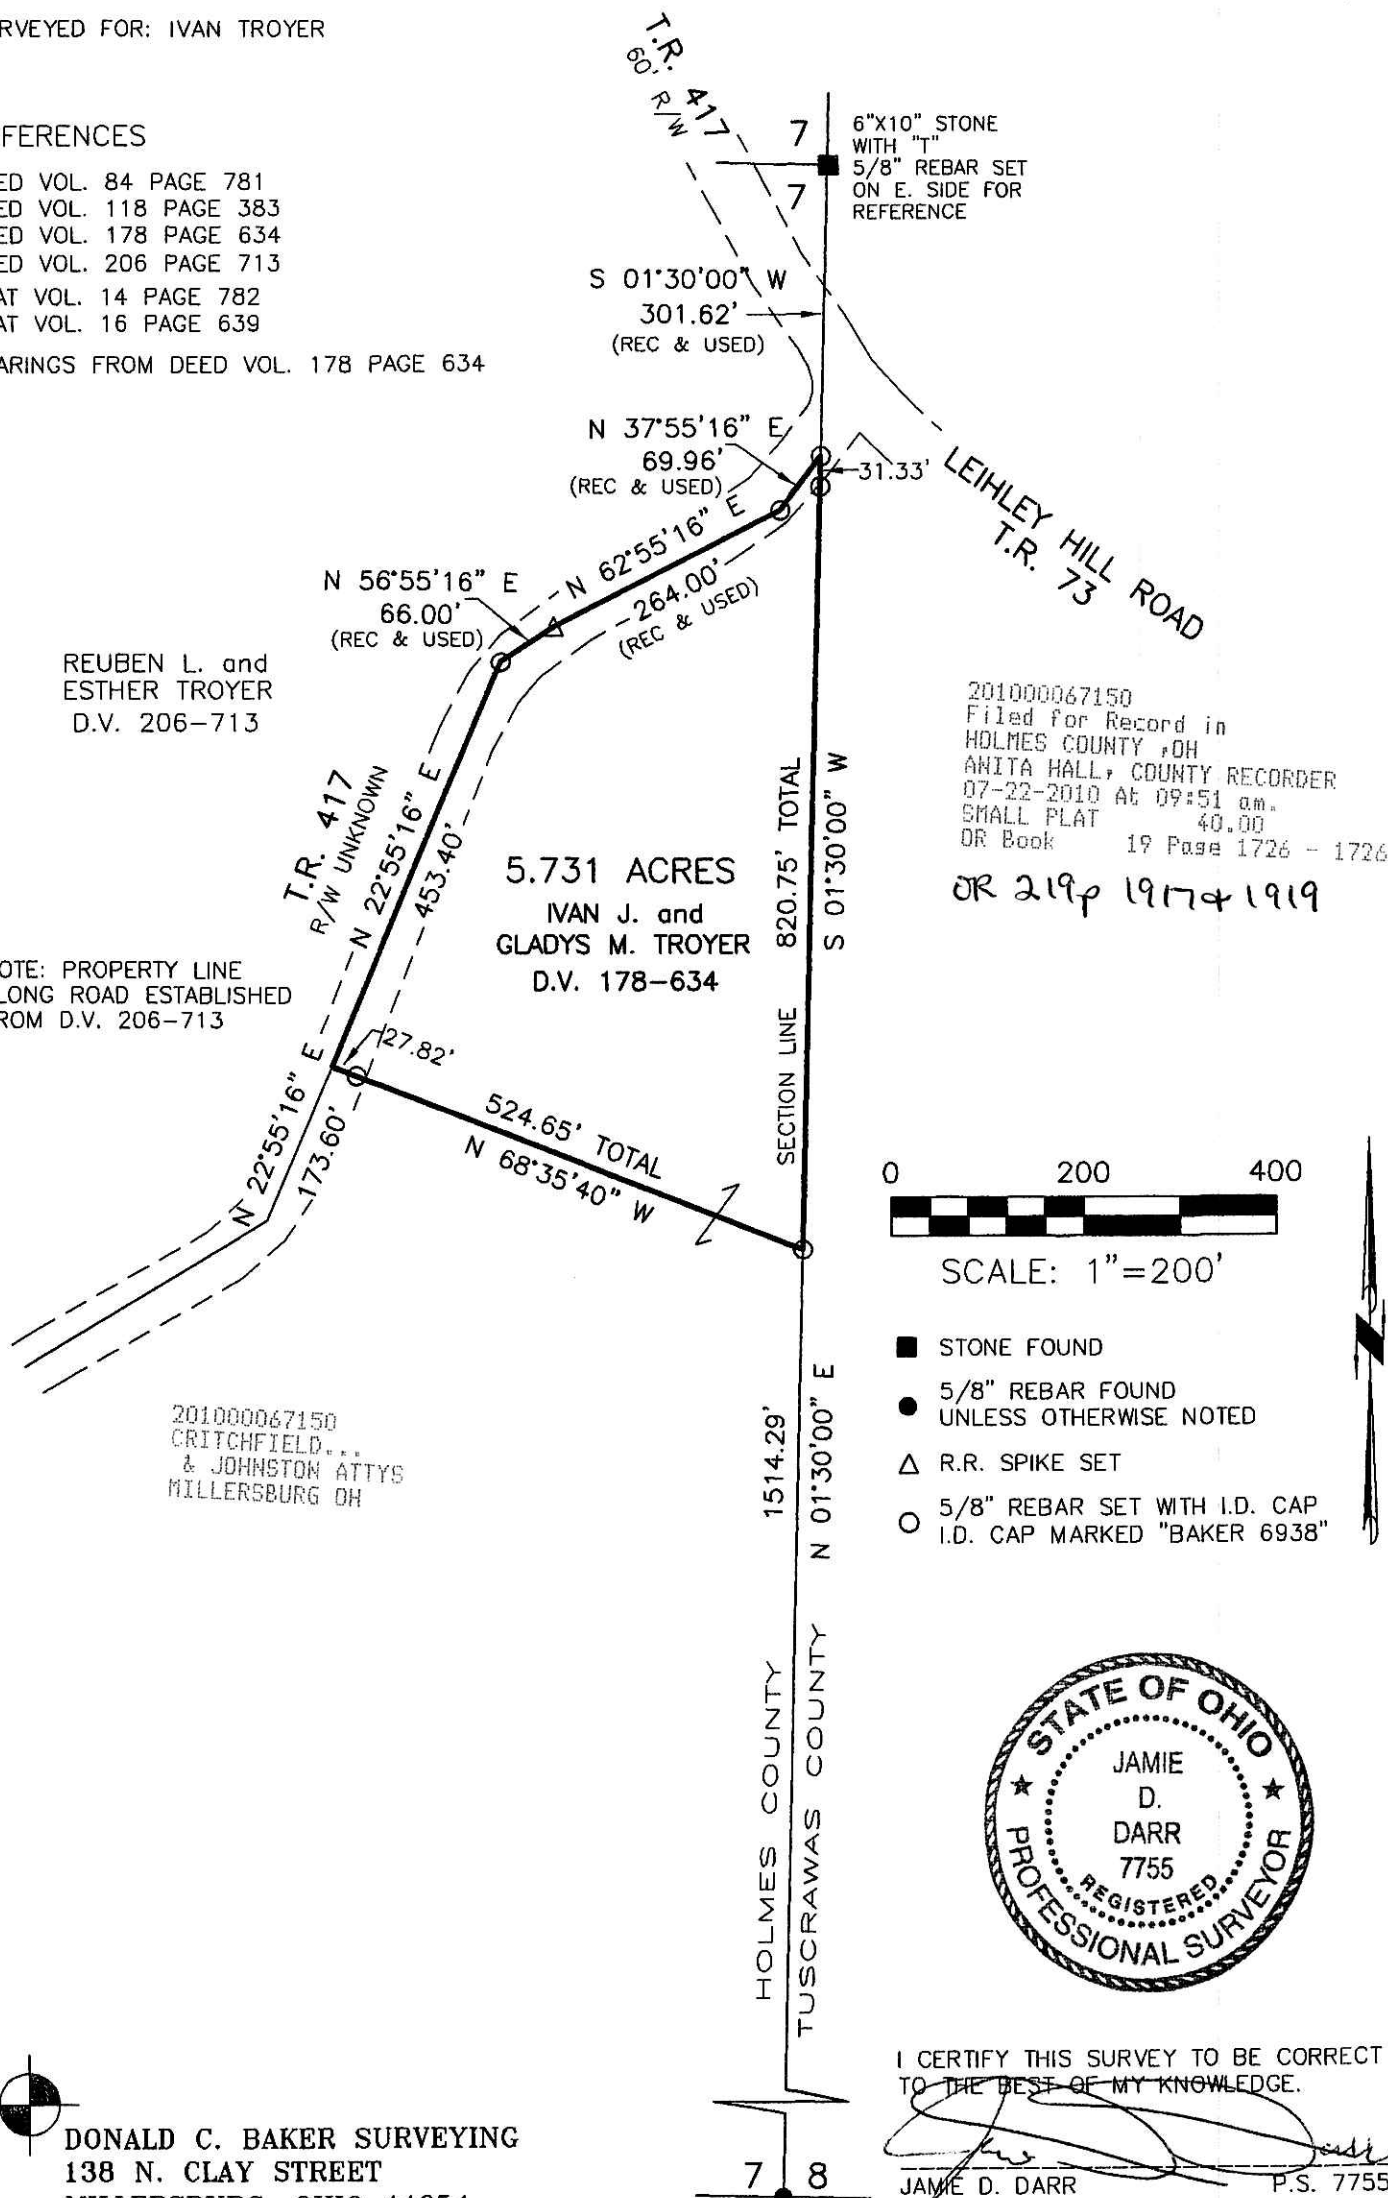 RVEYED FOR: IVAN TROYER
FERENCES
ED VOL. 84 PAGE 781
ED VOL. 118 PAGE 383
ED VOL. 178 PAGE 634
ED VOL. 206 PAGE 713
AT VOL. 14 PAGE 782
AT VOL. 16 PAGE 639
ARINGS FROM DEED VOL. 178 PAGE 634
T.R. 417
60' R/W
7
7
6"X10" STONE
WITH "T"
5/8" REBAR SET
ON E. SIDE FOR
REFERENCE
S 01°30'00" W
301.62'
(REC & USED)
N 37°55'16" E
69.96'
(REC & USED)
31.33'
LEIHLEY HILL ROAD
T.R. 73
N 62°55'16" E
264.00'
(REC & USED)
N 56°55'16" E
66.00'
(REC & USED)
REUBEN L. and
ESTHER TROYER
D.V. 206-713
T.R. 417
R/W UNKNOWN
N 22°55'16" E
453.40'
5.731 ACRES
IVAN J. and
GLADYS M. TROYER
D.V. 178-634
SECTION LINE 820.75' TOTAL
S 01°30'00" W
201000067150
Filed for Record in
HOLMES COUNTY ,OH
ANITA HALL, COUNTY RECORDER
07-22-2010 At 09:51 am.
SMALL PLAT 40.00
OR Book 19 Page 1726 - 1726
OR 219p 1917 & 1919
OTE: PROPERTY LINE
LONG ROAD ESTABLISHED
ROM D.V. 206-713
27.82'
N 22°55'16" E
173.60'
524.65' TOTAL
N 68°35'40" W
0 200 400
SCALE: 1"=200'
STONE FOUND
5/8" REBAR FOUND
UNLESS OTHERWISE NOTED
R.R. SPIKE SET
5/8" REBAR SET WITH I.D. CAP
I.D. CAP MARKED "BAKER 6938"
N
201000067150
CRITCHFIELD...
& JOHNSTON ATTYS
MILLERSBURG OH
1514.29'
N 01°30'00" E
HOLMES COUNTY
TUSCRAWAS COUNTY
STATE OF OHIO
JAMIE
D.
DARR
7755
REGISTERED
PROFESSIONAL SURVEYOR
I CERTIFY THIS SURVEY TO BE CORRECT
TO THE BEST OF MY KNOWLEDGE.
JAMIE D. DARR P.S. 7755
DONALD C. BAKER SURVEYING
138 N. CLAY STREET
7 8